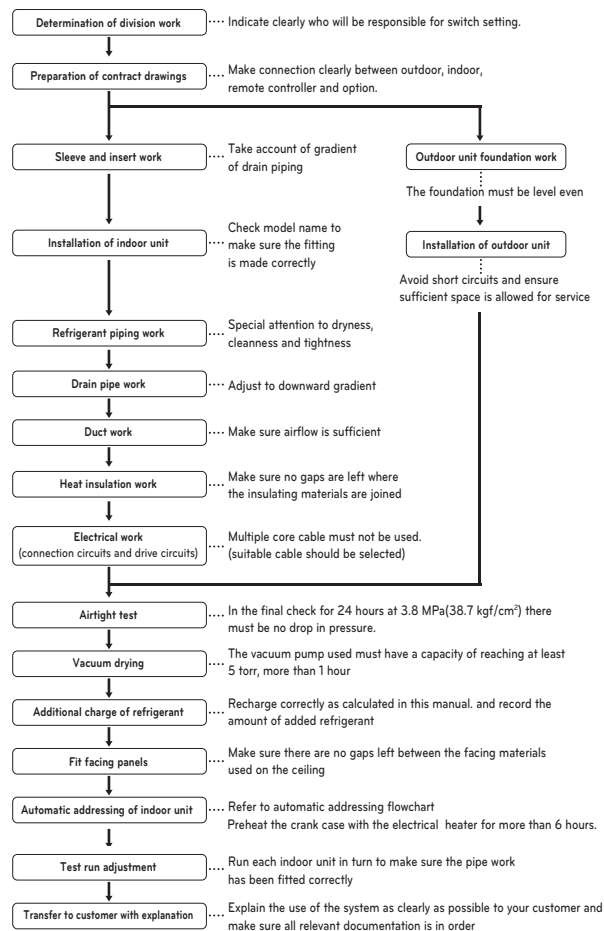 Determination of division work
Indicate clearly who will be responsible for switch setting.
Preparation of contract drawings
Make connection clearly between outdoor, indoor,
remote controller and option.
Sleeve and insert work
Take account of gradient
of drain piping
Outdoor unit foundation work
The foundation must be level even
Installation of indoor unit
Check model name to
make sure the fitting
is made correctly
Installation of outdoor unit
Avoid short circuits and ensure
sufficient space is allowed for service
Refrigerant piping work
Special attention to dryness,
cleanness and tightness
Drain pipe work
Adjust to downward gradient
Duct work
Make sure airflow is sufficient
Heat insulation work
Make sure no gaps are left where
the insulating materials are joined
Electrical work
(connection circuits and drive circuits)
Multiple core cable must not be used.
(suitable cable should be selected)
Airtight test
In the final check for 24 hours at 3.8 MPa(38.7 kgf/cm²) there
must be no drop in pressure.
Vacuum drying
The vacuum pump used must have a capacity of reaching at least
5 torr, more than 1 hour
Additional charge of refrigerant
Recharge correctly as calculated in this manual. and record the
amount of added refrigerant
Fit facing panels
Make sure there are no gaps left between the facing materials
used on the ceiling
Automatic addressing of indoor unit
Refer to automatic addressing flowchart
Preheat the crank case with the electrical heater for more than 6 hours.
Test run adjustment
Run each indoor unit in turn to make sure the pipe work
has been fitted correctly
Transfer to customer with explanation
Explain the use of the system as clearly as possible to your customer and
make sure all relevant documentation is in order